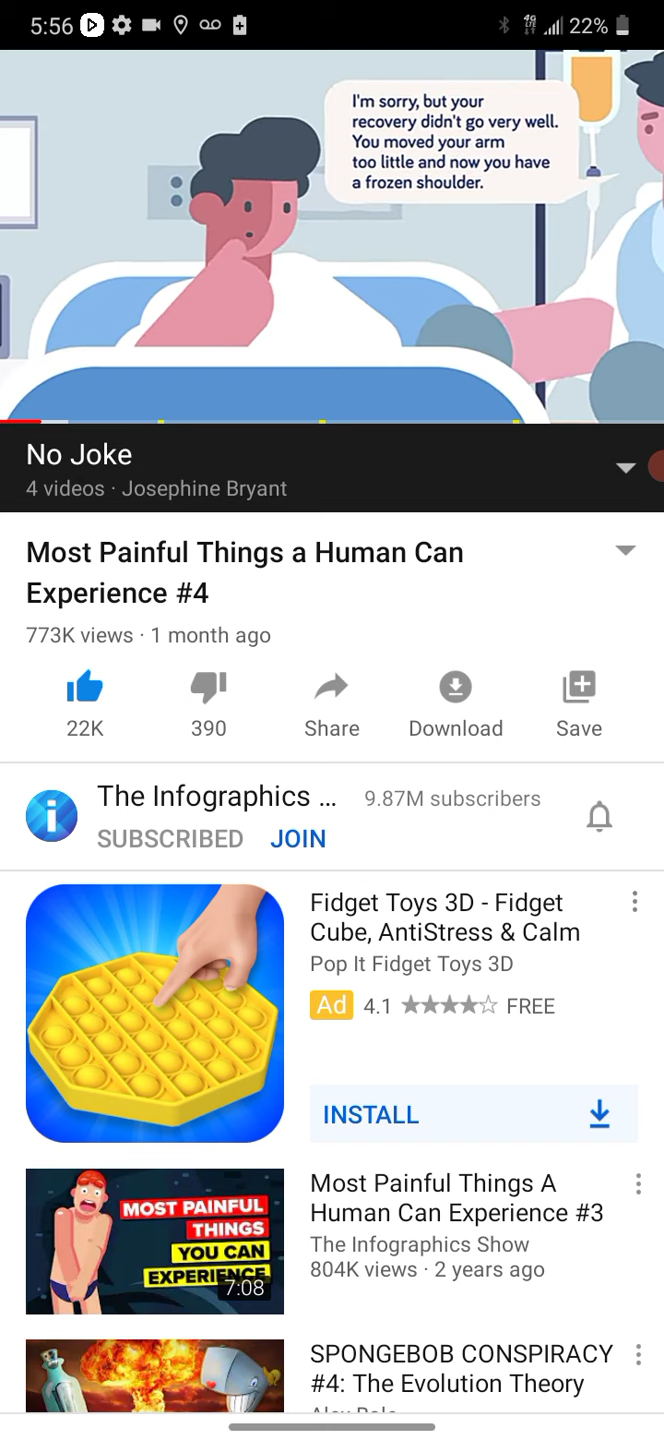 5:56 4G LTE 22%
I'm sorry, but your
recovery didn't go very well.
You moved your arm
too little and now you have
a frozen shoulder.
No Joke
4 videos · Josephine Bryant
Most Painful Things a Human Can
Experience #4
773K views · 1 month ago
22K 390 Share Download Save
The Infographics ... 9.87M subscribers
SUBSCRIBED JOIN
Fidget Toys 3D - Fidget
Cube, AntiStress & Calm
Pop It Fidget Toys 3D
Ad 4.1 ★★★★☆ FREE
INSTALL
MOST PAINFUL
THINGS
YOU CAN
EXPERIENCE
7:08
Most Painful Things A
Human Can Experience #3
The Infographics Show
804K views · 2 years ago
SPONGEBOB CONSPIRACY
#4: The Evolution Theory